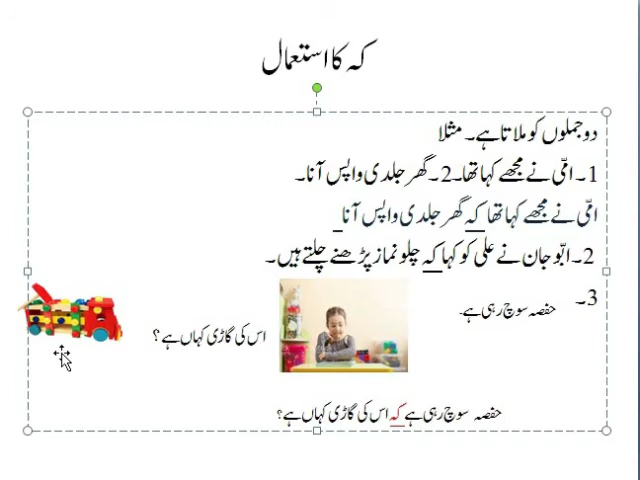 کہ کا استعمال
دو جملوں کو ملاتا ہے۔ مثلا
1۔ امّی نے مجھے کہا تھا۔ 2۔ گھر جلدی واپس آنا۔
امّی نے مجھے کہا تھا کہ گھر جلدی واپس آنا
2۔ ابّو جان نے علی کو کہا کہ چلو نماز پڑھنے چلتے ہیں۔
3۔
حفصہ سوچ رہی ہے۔
اس کی گاڑی کہاں ہے؟
حفصہ سوچ رہی ہے کہ اس کی گاڑی کہاں ہے؟